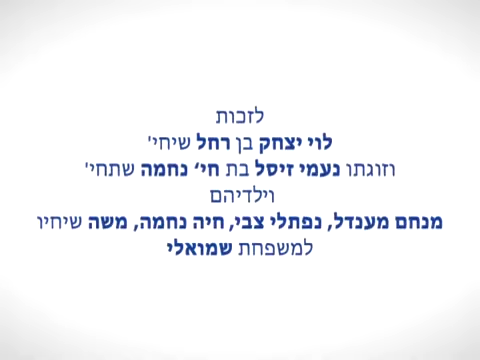 לזכות
לוי יצחק בן רחל שיחי'
וזוגתו נעמי זיסל בת חי' נחמה שתחי'
וילדיהם
מנחם מענדל, נפתלי צבי, חיה נחמה, משה שיחיו
למשפחת שמואלי